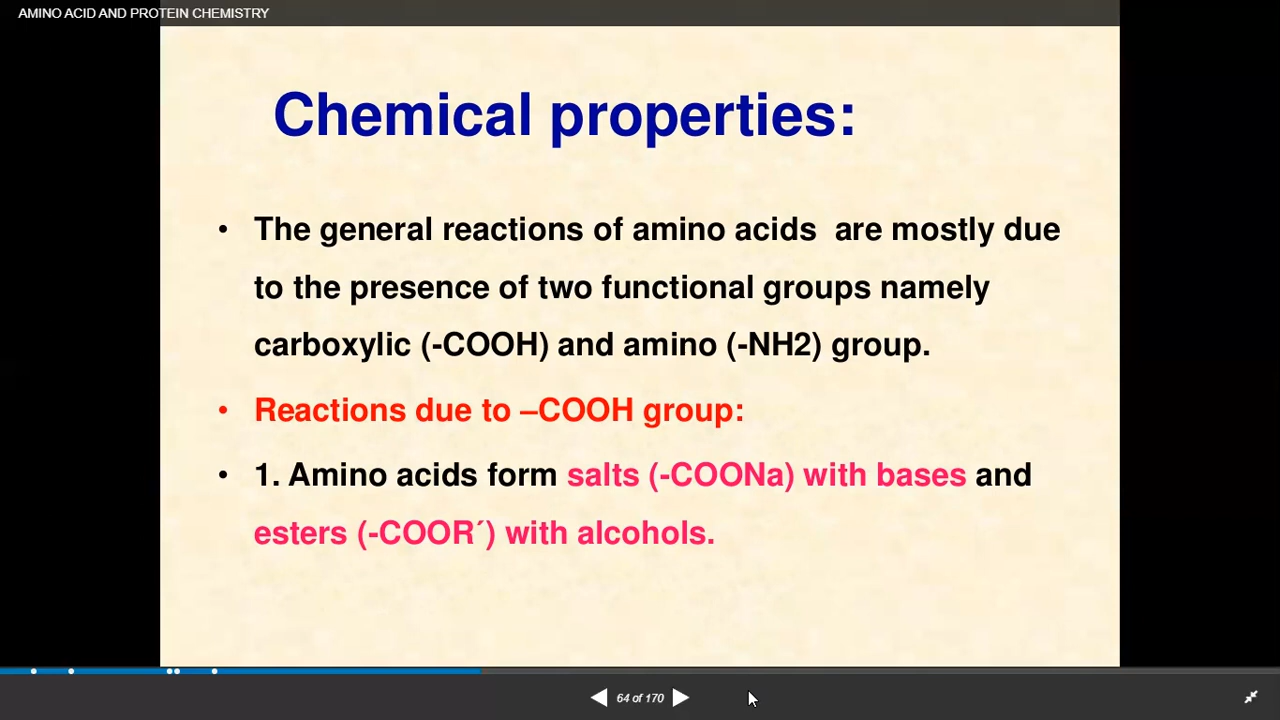 AMINO ACID AND PROTEIN CHEMISTRY
Chemical properties:
• The general reactions of amino acids  are mostly due
to the presence of two functional groups namely
carboxylic (-COOH) and amino (-NH2) group.
• Reactions due to –COOH group:
• 1. Amino acids form salts (-COONa) with bases and
esters (-COOR´) with alcohols.
64 of 170